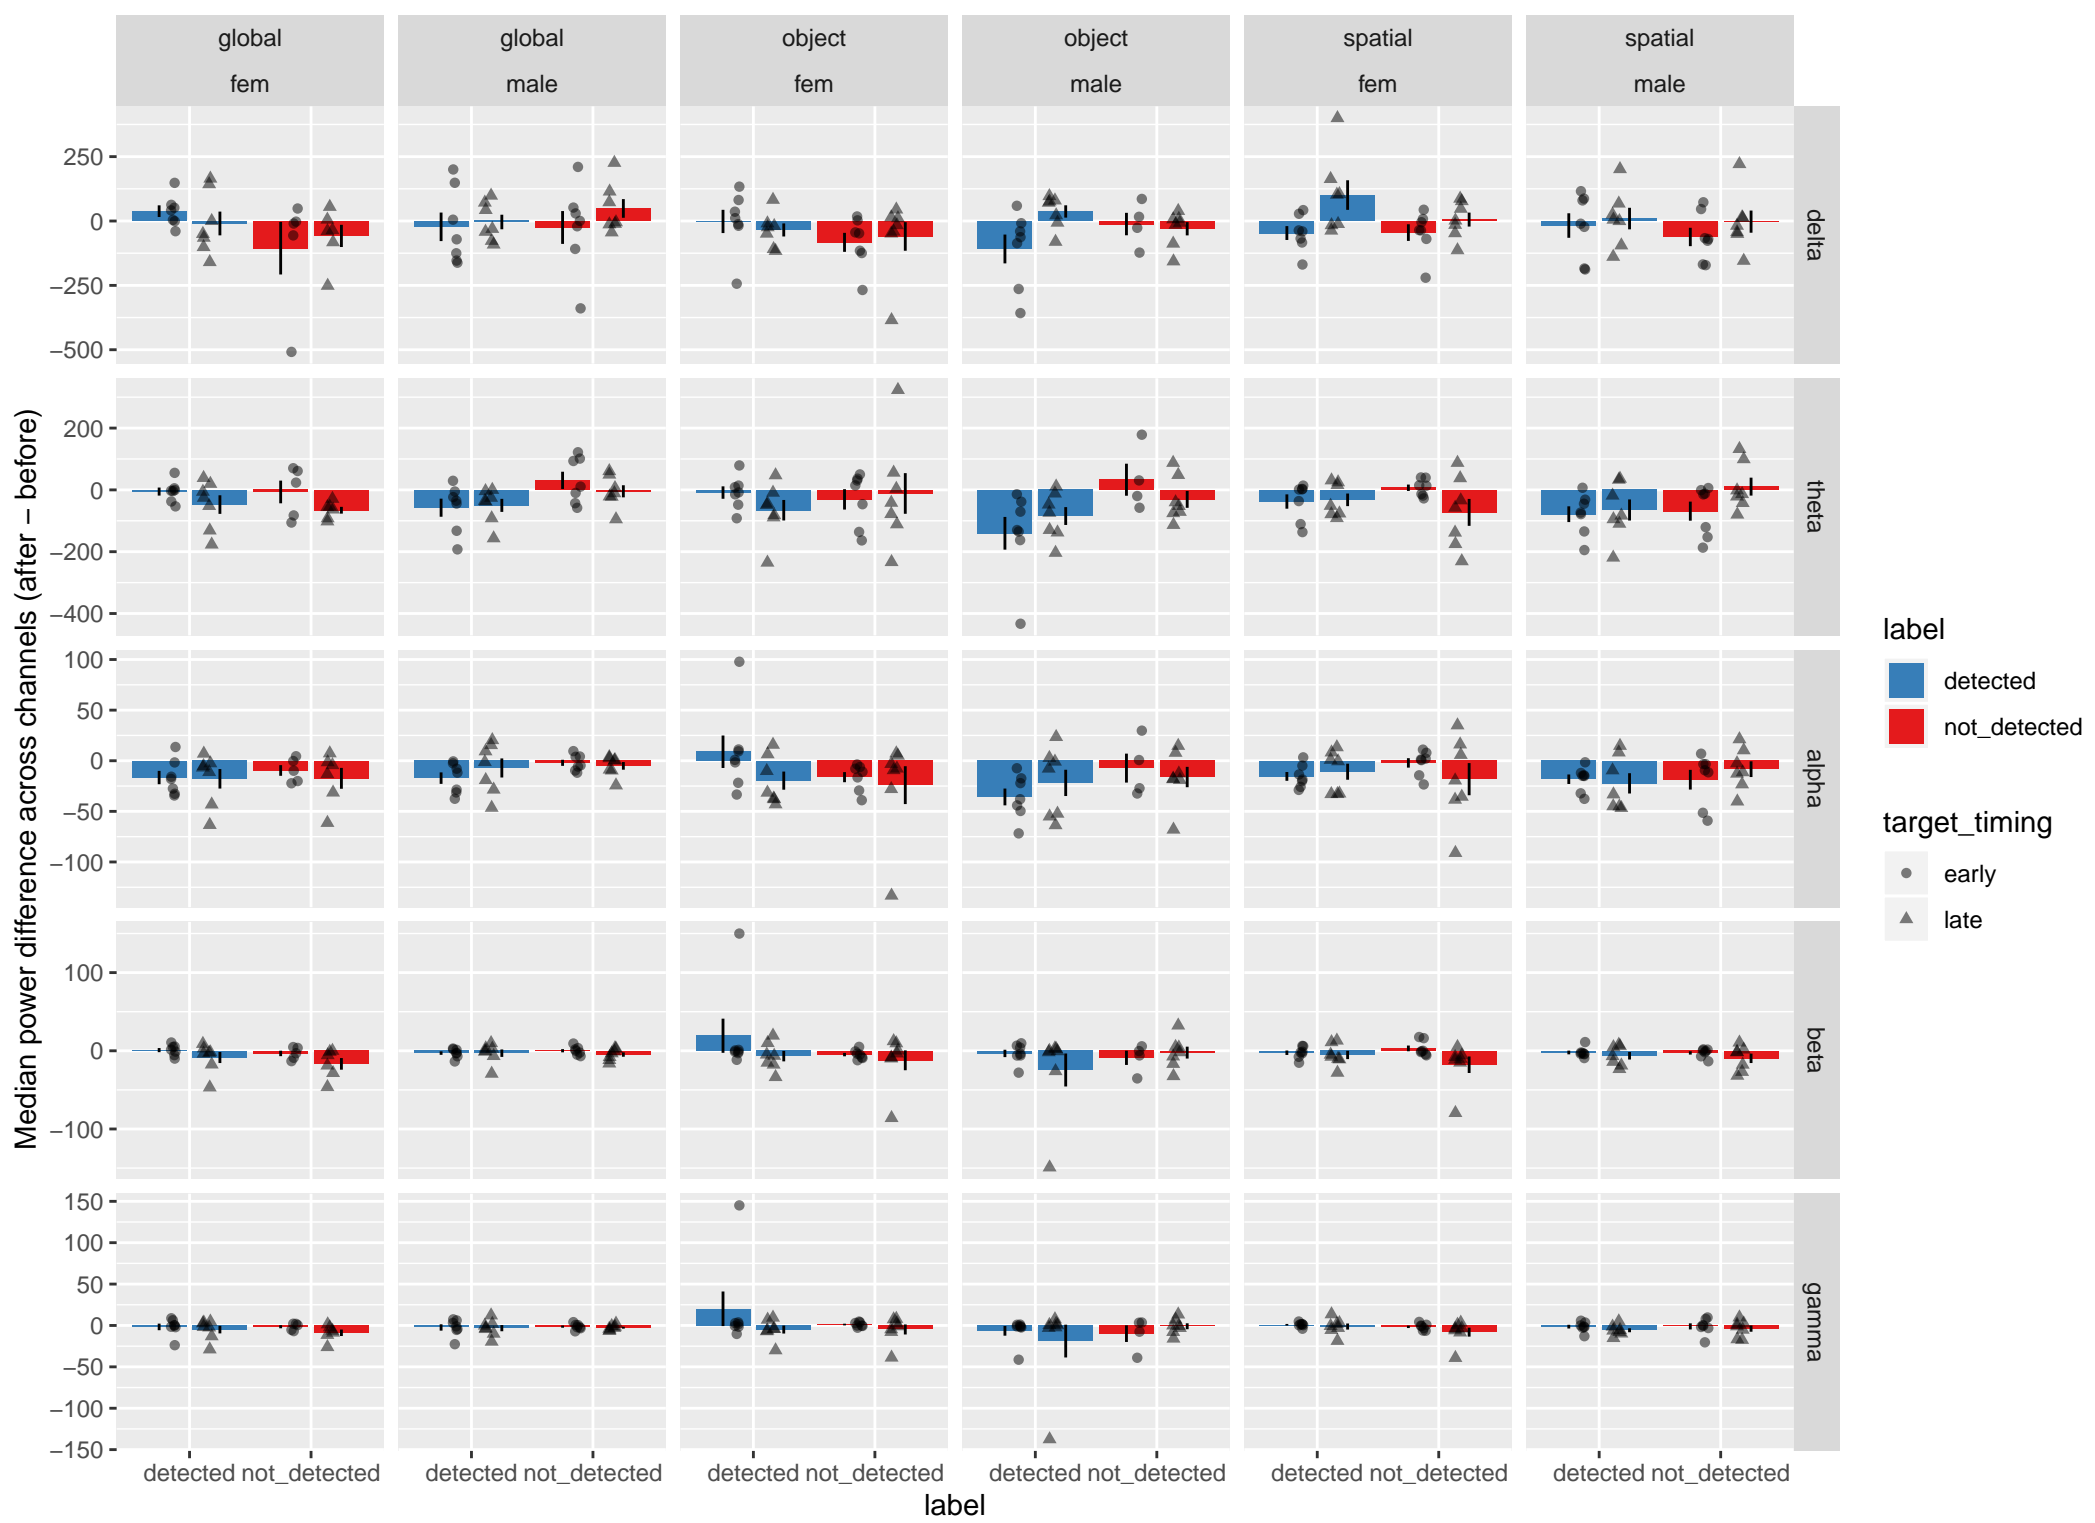 global global object object spatial spatial
fem male fem male fem male
250
0
−250
−500
delta
200
0
−200
−400
theta
100
50
0
−50
−100
alpha
100
0
−100
beta
150
100
50
0
−50
−100
−150
gamma
Median power difference across channels (after − before)
detected not_detected detected not_detected detected not_detected detected not_detected detected not_detected detected not_detected
label
label
detected
not_detected
target_timing
early
late